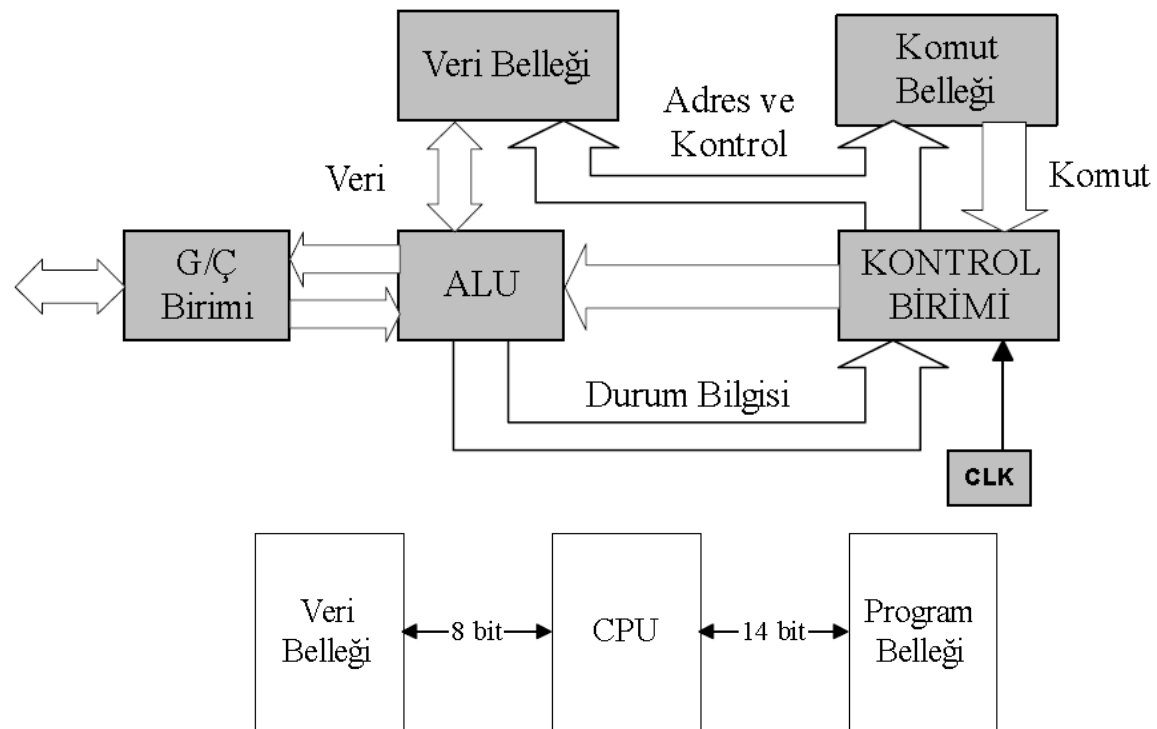 Veri Belleği
Komut
Belleği
Adres ve
Kontrol
Veri
Komut
G/Ç
Birimi
ALU
KONTROL
BİRİMİ
Durum Bilgisi
CLK
Veri
Belleği
8 bit
CPU
14 bit
Program
Belleği